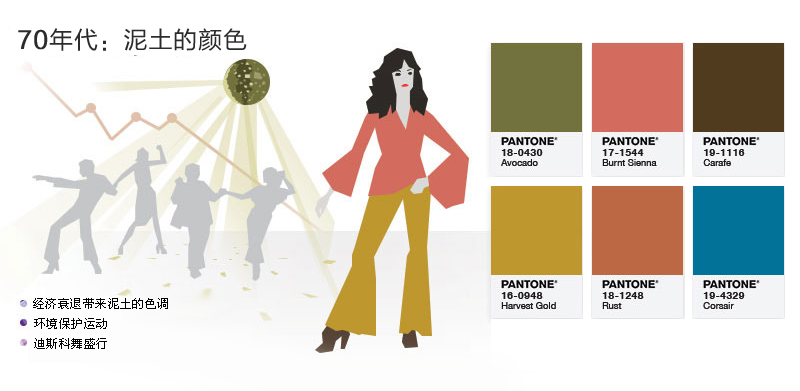 70年代：泥土的颜色
经济衰退带来泥土的色调
环境保护运动
迪斯科舞盛行
PANTONE®
18-0430
Avocado
PANTONE®
17-1544
Burnt Sienna
PANTONE®
19-1116
Carafe
PANTONE®
16-0948
Harvest Gold
PANTONE®
18-1248
Rust
PANTONE®
19-4329
Corsair